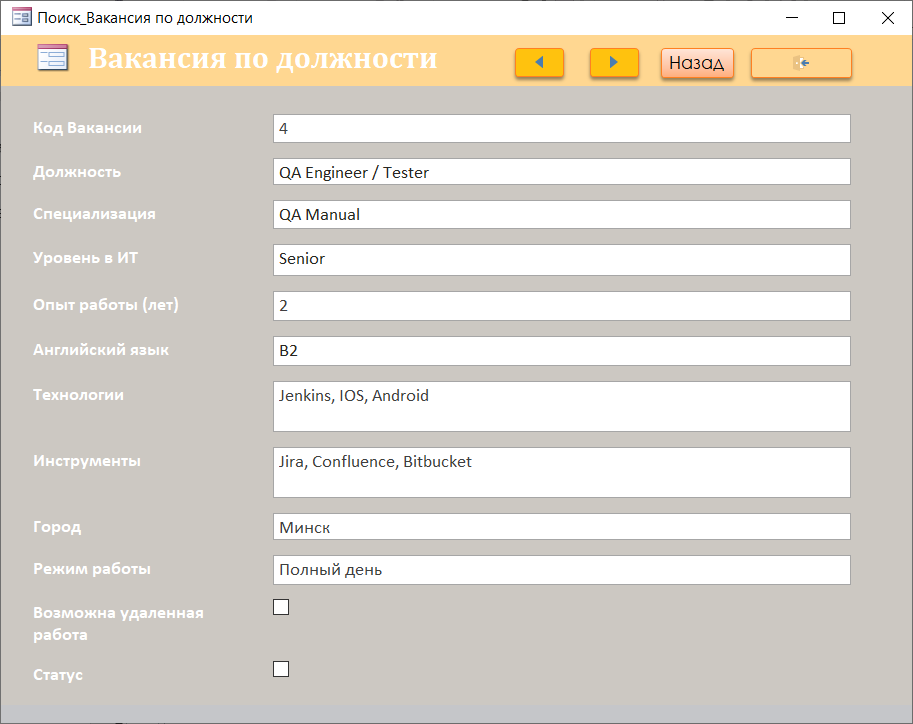 Поиск_Вакансия по должности
Вакансия по должности
Назад
Код Вакансии 4
Должность QA Engineer / Tester
Специализация QA Manual
Уровень в ИТ Senior
Опыт работы (лет) 2
Английский язык B2
Технологии Jenkins, IOS, Android
Инструменты Jira, Confluence, Bitbucket
Город Минск
Режим работы Полный день
Возможна удаленная
работа
Статус